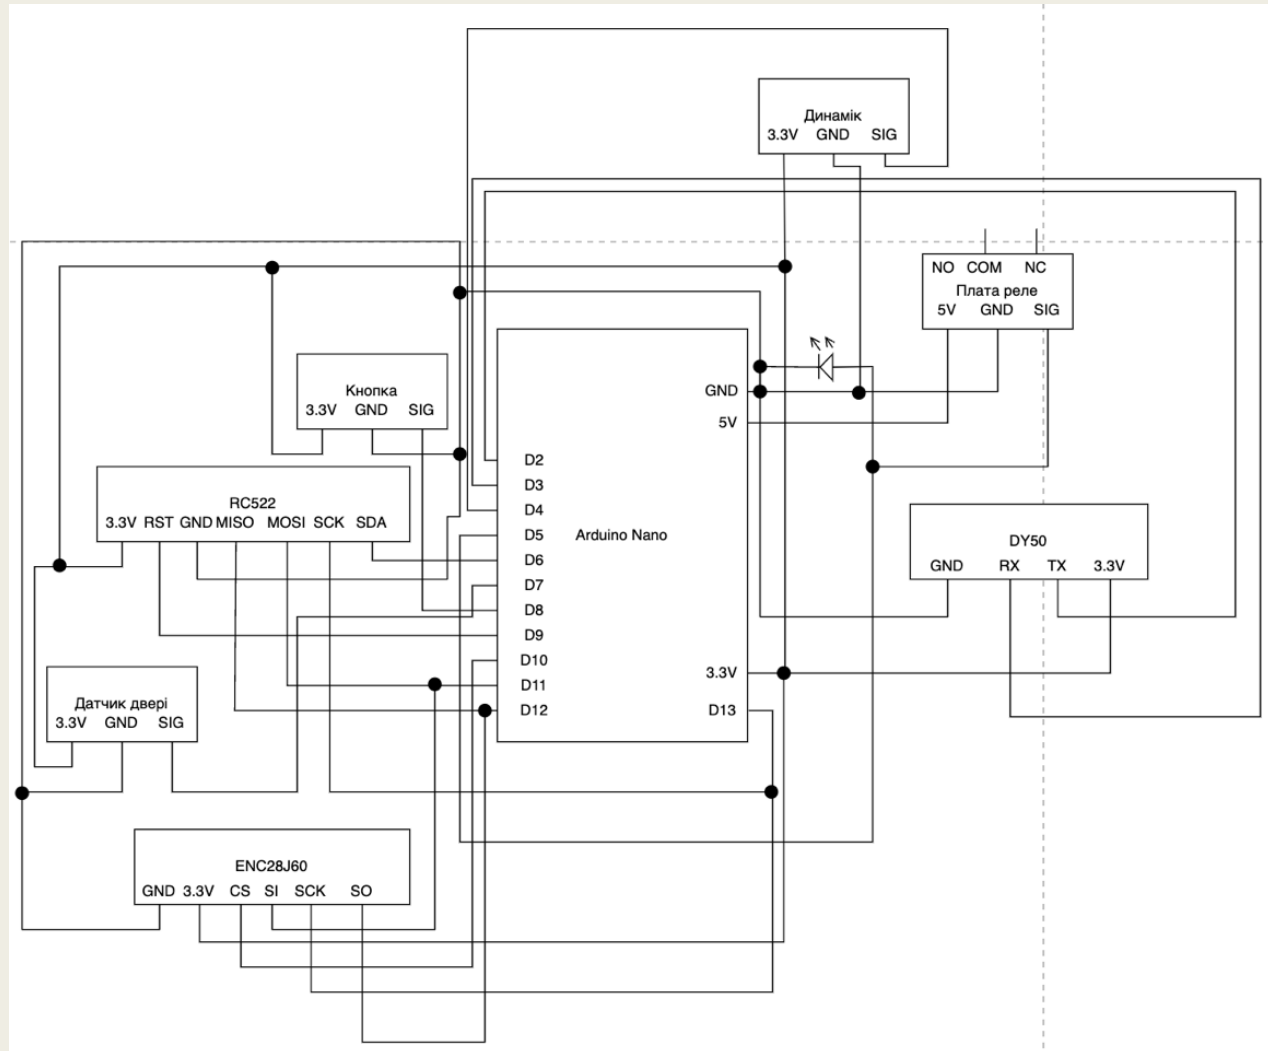 Динамік
3.3V GND SIG
NO COM NC
Плата реле
5V GND SIG
Кнопка
3.3V GND SIG
GND
5V
RC522
3.3V RST GND MISO MOSI SCK SDA
D2
D3
D4
D5
D6
D7
D8
D9
D10
D11
D12
Arduino Nano
3.3V
D13
DY50
GND RX TX 3.3V
Датчик двері
3.3V GND SIG
ENC28J60
GND 3.3V CS SI SCK SO